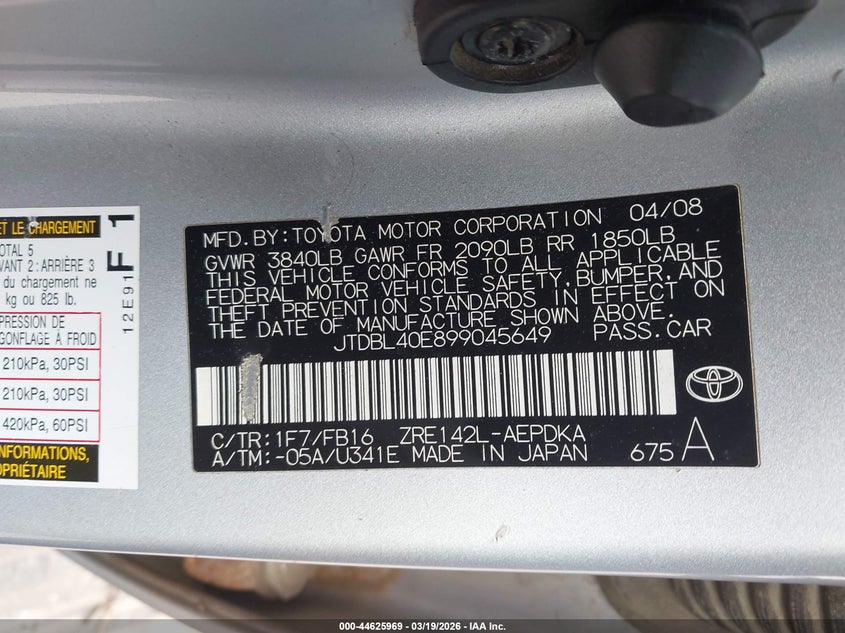 ET LE CHARGEMENT
OTAL 5
VANT 2: ARRIÈRE 3
du chargement ne
kg ou 825 lb.
F 1
12E91
PRESSION DE
GONFLAGE À FROID
210kPa, 30PSI
210kPa, 30PSI
420kPa, 60PSI
INFORMATIONS,
OPRIÉTAIRE
MFD. BY: TOYOTA MOTOR CORPORATION 04/08
GVWR 3840LB GAWR FR 2090LB RR 1850LB
THIS VEHICLE CONFORMS TO ALL APPLICABLE
FEDERAL MOTOR VEHICLE SAFETY, BUMPER, AND
THEFT PREVENTION STANDARDS IN EFFECT ON
THE DATE OF MANUFACTURE SHOWN ABOVE.
JTDBL40E899045649 PASS. CAR
C/TR: 1F7/FB16 ZRE142L-AEPDKA
A/TM: -05A/U341E MADE IN JAPAN 675 A
000-44625969 | 03/19/2026 - IAA Inc.